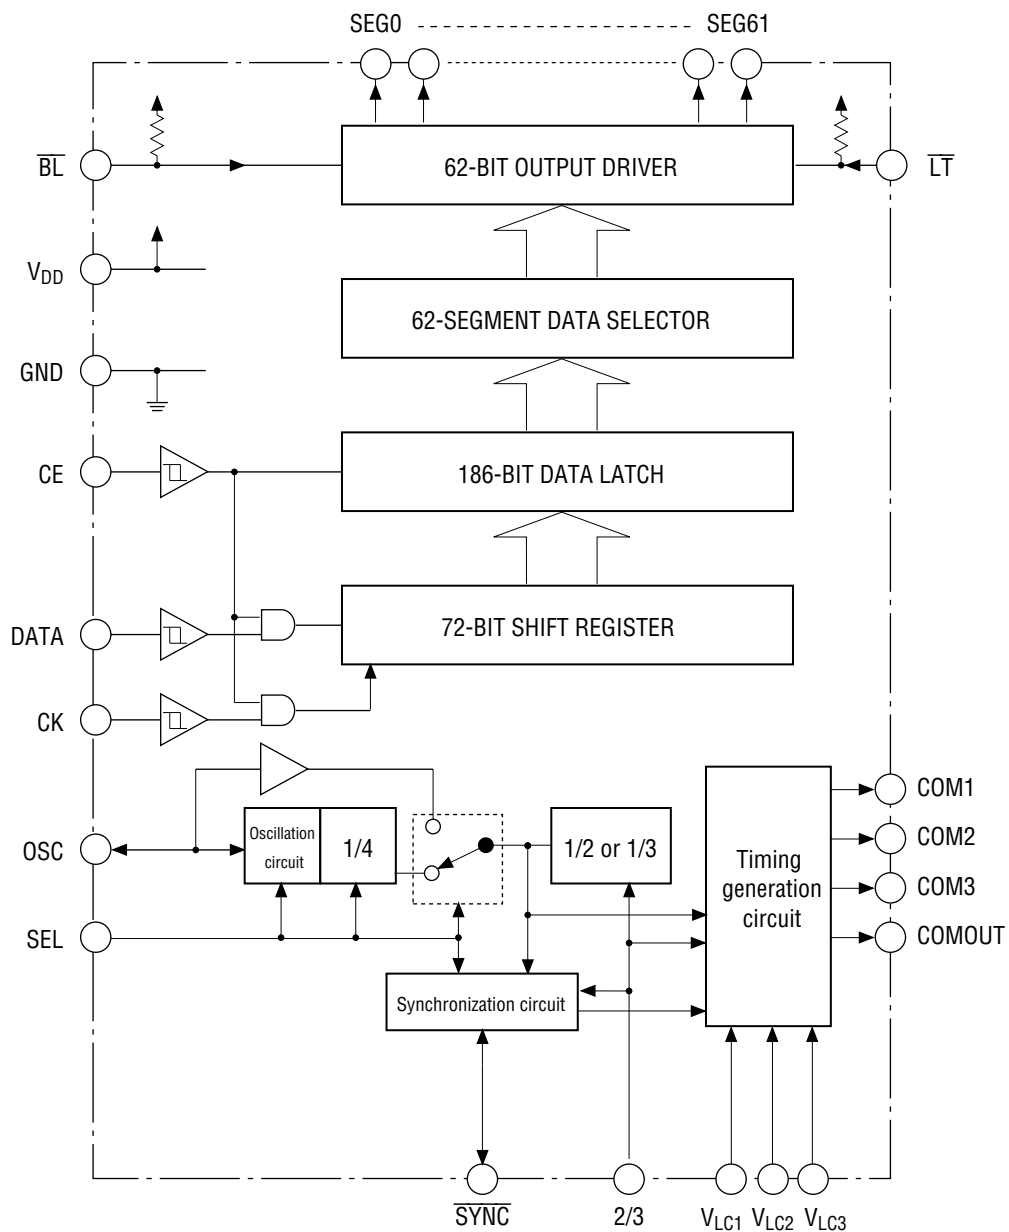 SEG0 SEG61
BL
62-BIT OUTPUT DRIVER
LT
VDD
62-SEGMENT DATA SELECTOR
GND
CE
186-BIT DATA LATCH
DATA
72-BIT SHIFT REGISTER
CK
OSC
Oscillation
circuit
1/4
1/2 or 1/3
Timing
generation
circuit
COM1
COM2
COM3
COMOUT
SEL
Synchronization circuit
SYNC
2/3
VLC1
VLC2
VLC3